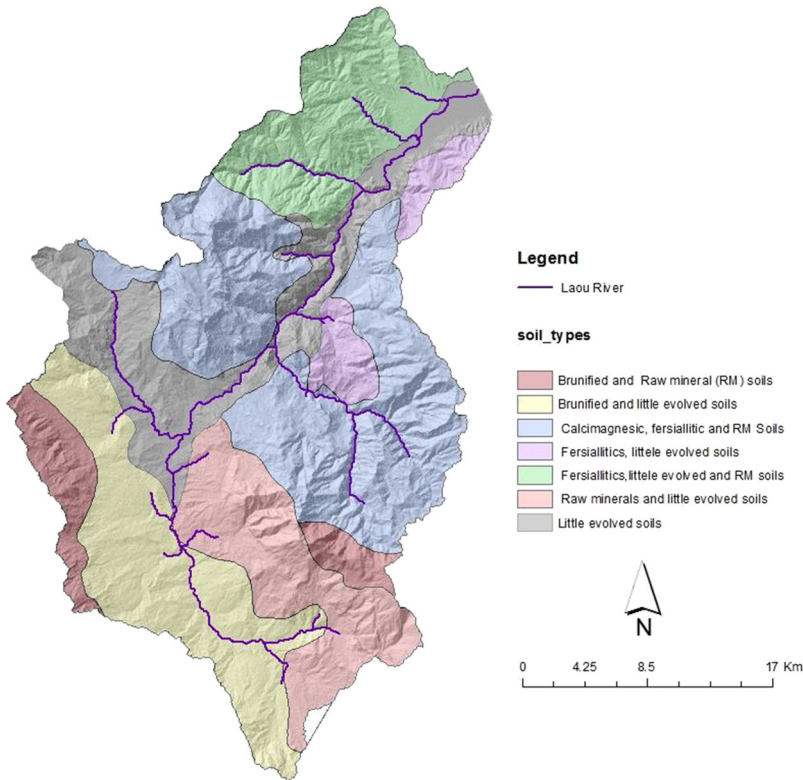 Legend
Laou River
soil_types
Brunified and Raw mineral (RM) soils
Brunified and little evolved soils
Calcimagnesic, fersiallitic and RM Soils
Fersiallitics, littele evolved soils
Fersiallitics,littele evolved and RM soils
Raw minerals and little evolved soils
Little evolved soils
N
0 4.25 8.5 17 Km